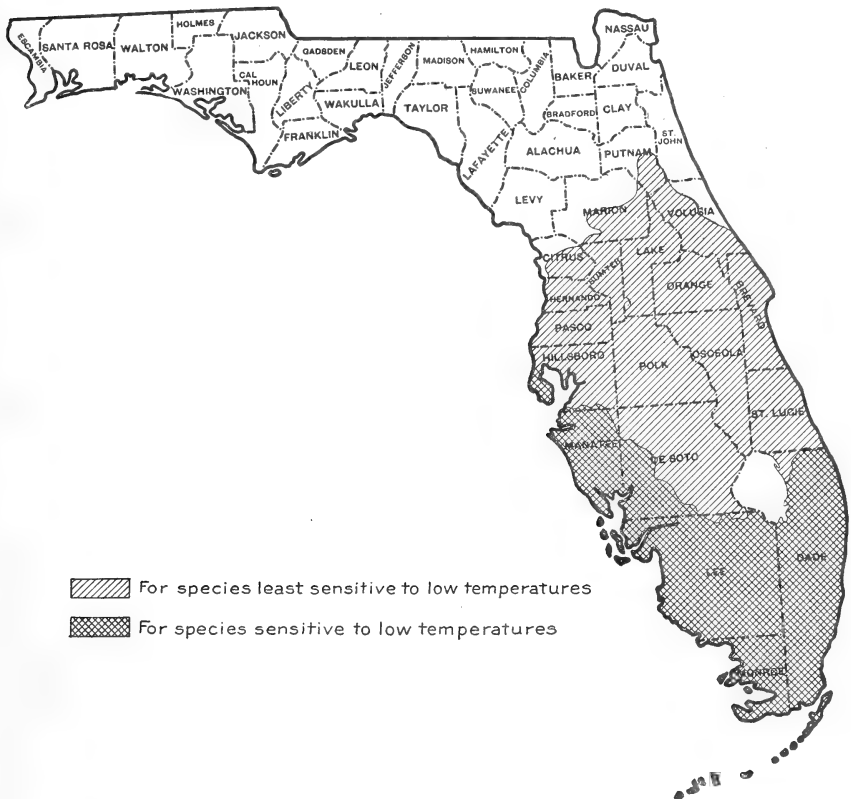 ESCAMBIA
SANTA ROSA
WALTON
HOLMES
JACKSON
WASHINGTON
CAL
HOUN
GADSDEN
LIBERTY
LEON
WAKULLA
FRANKLIN
JEFFERSON
MADISON
TAYLOR
HAMILTON
SUWANEE
COLUMBIA
LAFAYETTE
BAKER
NASSAU
DUVAL
BRADFORD
CLAY
ST.
JOHN
ALACHUA
PUTNAM
LEVY
MARION
VOLUSIA
CITRUS
SUMTER
LAKE
ORANGE
BREVARD
HERNANDO
PASCO
HILLSBORO
POLK
OSCEOLA
ST. LUCIE
MANATEE
DE SOTO
LEE
DADE
MONROE
For species least sensitive to low temperatures
For species sensitive to low temperatures